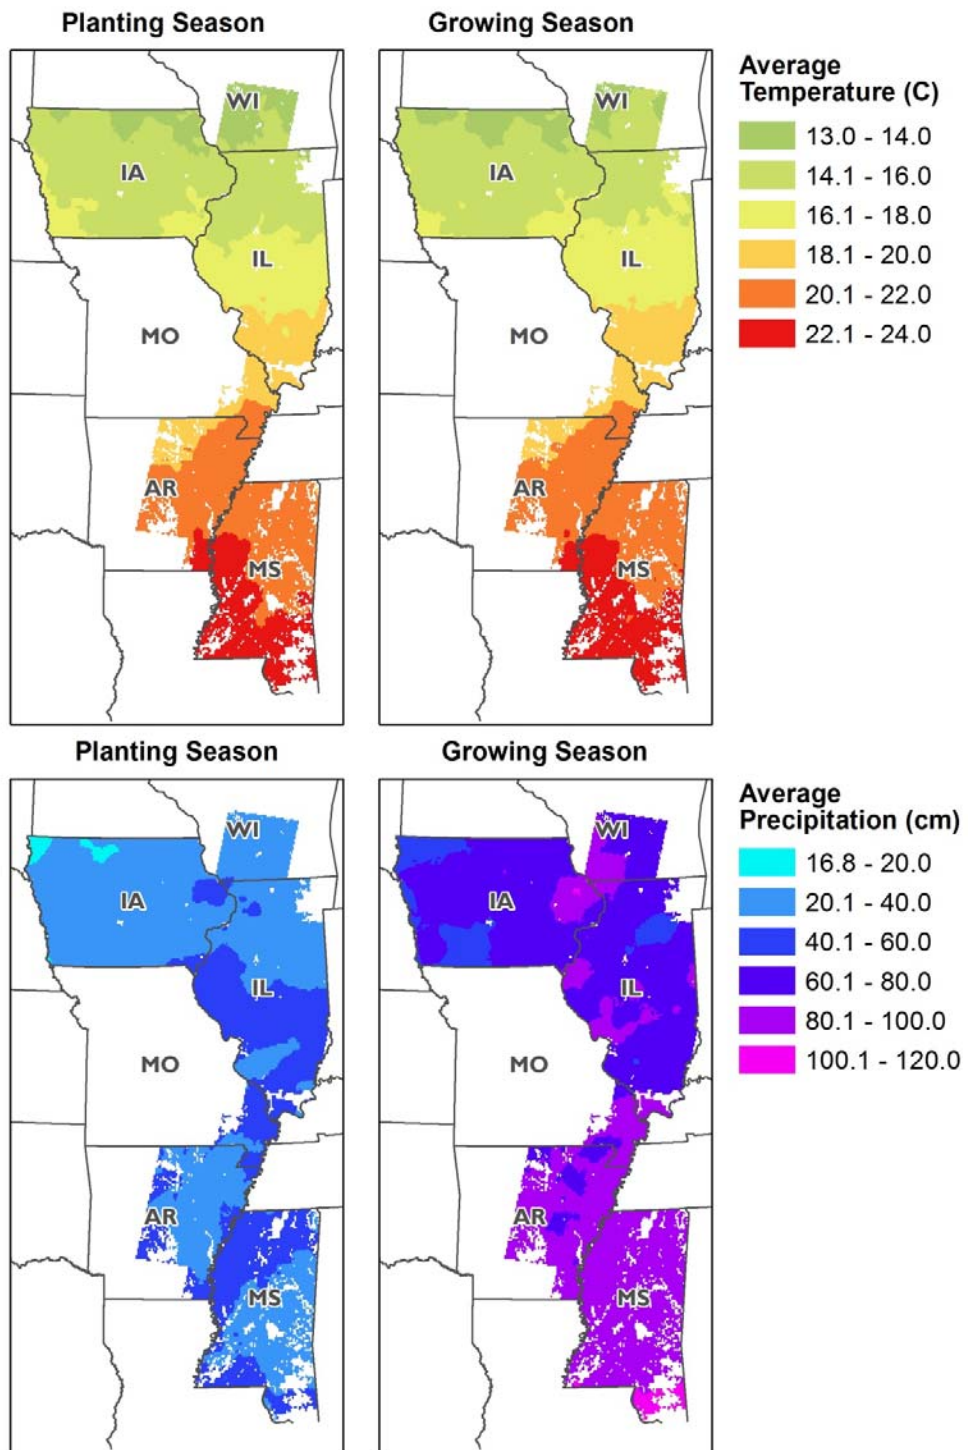 Planting Season
Growing Season
WI
IA
IL
MO
AR
MS
WI
IA
IL
MO
AR
MS
Average
Temperature (C)
13.0 - 14.0
14.1 - 16.0
16.1 - 18.0
18.1 - 20.0
20.1 - 22.0
22.1 - 24.0
Planting Season
Growing Season
WI
IA
IL
MO
AR
MS
WI
IA
IL
MO
AR
MS
Average
Precipitation (cm)
16.8 - 20.0
20.1 - 40.0
40.1 - 60.0
60.1 - 80.0
80.1 - 100.0
100.1 - 120.0